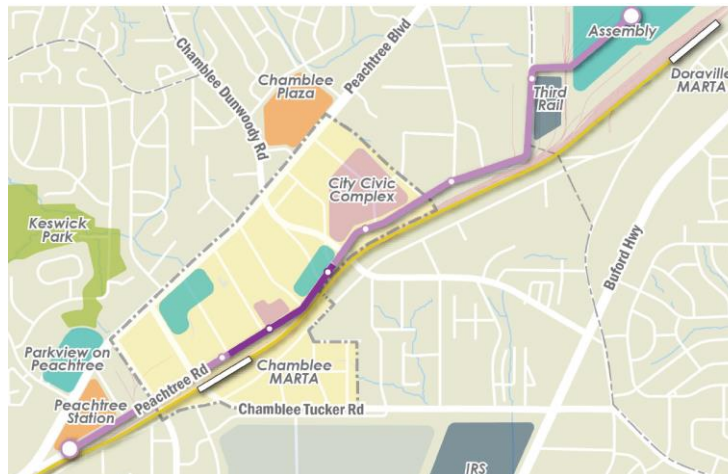 Assembly
Peachtree Blvd
Chamblee Dunwoody Rd
Chamblee
Plaza
Third
Rail
Doraville
MARTA
City Civic
Complex
Keswick
Park
Buford Hwy
Parkview on
Peachtree
Peachtree Rd
Chamblee
MARTA
Peachtree
Station
Chamblee Tucker Rd
IRS